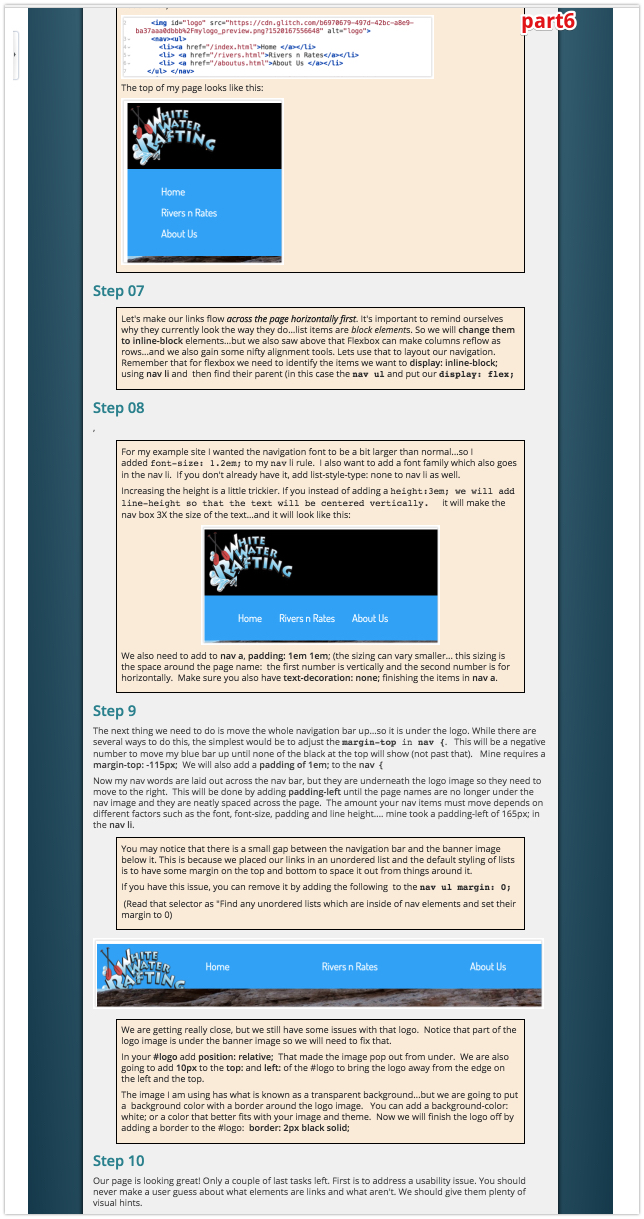 part6
2 <img id="logo" src="https://cdn.glitch.com/b6970679-497d-42bc-a8e9-
ba37aaa0dbbb%2Fmylogo_preview.png?1520167556648" alt="logo">
3- <nav><ul>
4- <li><a href="/index.html">Home </a></li>
5- <li> <a href="/rivers.html">Rivers n Rates</a></li>
6- <li> <a href="/aboutus.html">About Us </a></li>
7 </ul> </nav>
The top of my page looks like this:
WHITE
WATER
RAFTING
Home
Rivers n Rates
About Us
Step 07
Let's make our links flow across the page horizontally first. It's important to remind ourselves
why they currently look the way they do...list items are block elements. So we will change them
to inline-block elements...but we also saw above that Flexbox can make columns reflow as
rows...and we also gain some nifty alignment tools. Lets use that to layout our navigation.
Remember that for flexbox we need to identify the items we want to display: inline-block;
using nav li and then find their parent (in this case the nav ul and put our display: flex;
Step 08
,
For my example site I wanted the navigation font to be a bit larger than normal...so I
added font-size: 1.2em; to my nav li rule. I also want to add a font family which also goes
in the nav li. If you don't already have it, add list-style-type: none to nav li as well.
Increasing the height is a little trickier. If you instead of adding a height:3em; we will add
line-height so that the text will be centered vertically. it will make the
nav box 3X the size of the text...and it will look like this:
WHITE
WATER
RAFTING
Home Rivers n Rates About Us
We also need to add to nav a, padding: 1em 1em; (the sizing can vary smaller... this sizing is
the space around the page name: the first number is vertically and the second number is for
horizontally. Make sure you also have text-decoration: none; finishing the items in nav a.
Step 9
The next thing we need to do is move the whole navigation bar up...so it is under the logo. While there are
several ways to do this, the simplest would be to adjust the margin-top in nav {. This will be a negative
number to move my blue bar up until none of the black at the top will show (not past that). Mine requires a
margin-top: -115px; We will also add a padding of 1em; to the nav {
Now my nav words are laid out across the nav bar, but they are underneath the logo image so they need to
move to the right. This will be done by adding padding-left until the page names are no longer under the
nav image and they are neatly spaced across the page. The amount your nav items must move depends on
different factors such as the font, font-size, padding and line height.... mine took a padding-left of 165px; in
the nav li.
You may notice that there is a small gap between the navigation bar and the banner image
below it. This is because we placed our links in an unordered list and the default styling of lists
is to have some margin on the top and bottom to space it out from things around it.
If you have this issue, you can remove it by adding the following to the nav ul margin: 0;
(Read that selector as "Find any unordered lists which are inside of nav elements and set their
margin to 0)
WHITE
WATER
RAFTING
Home Rivers n Rates About Us
We are getting really close, but we still have some issues with that logo. Notice that part of the
logo image is under the banner image so we will need to fix that.
In your #logo add position: relative; That made the image pop out from under. We are also
going to add 10px to the top: and left: of the #logo to bring the logo away from the edge on
the left and the top.
The image I am using has what is known as a transparent background...but we are going to put
a background color with a border around the logo image. You can add a background-color:
white; or a color that better fits with your image and theme. Now we will finish the logo off by
adding a border to the #logo: border: 2px black solid;
Step 10
Our page is looking great! Only a couple of last tasks left. First is to address a usability issue. You should
never make a user guess about what elements are links and what aren't. We should give them plenty of
visual hints.